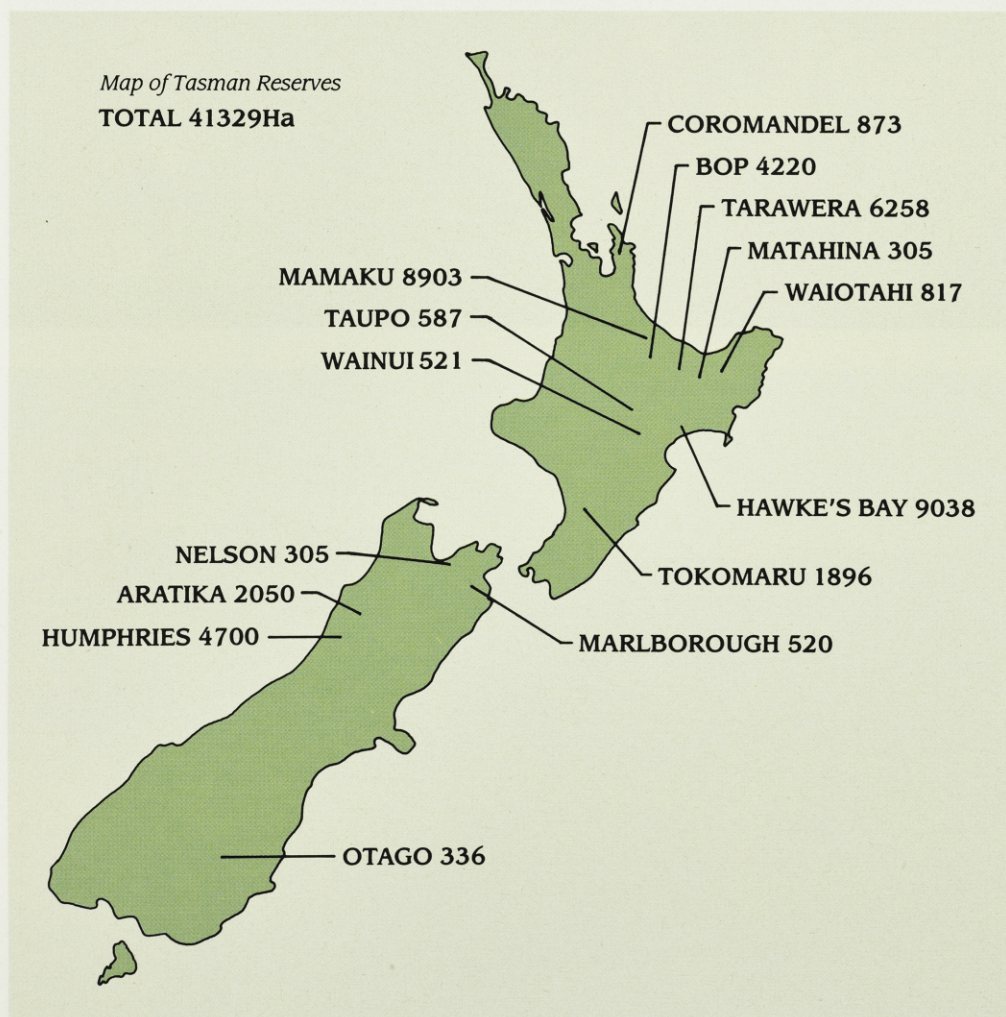 Map of Tasman Reserves
TOTAL 41329Ha
COROMANDEL 873
BOP 4220
TARAWERA 6258
MATAHINA 305
WAIOTAHI 817
MAMAKU 8903
TAUPO 587
WAINUI 521
HAWKE'S BAY 9038
TOKOMARU 1896
NELSON 305
ARATIKA 2050
HUMPHRIES 4700
MARLBOROUGH 520
OTAGO 336